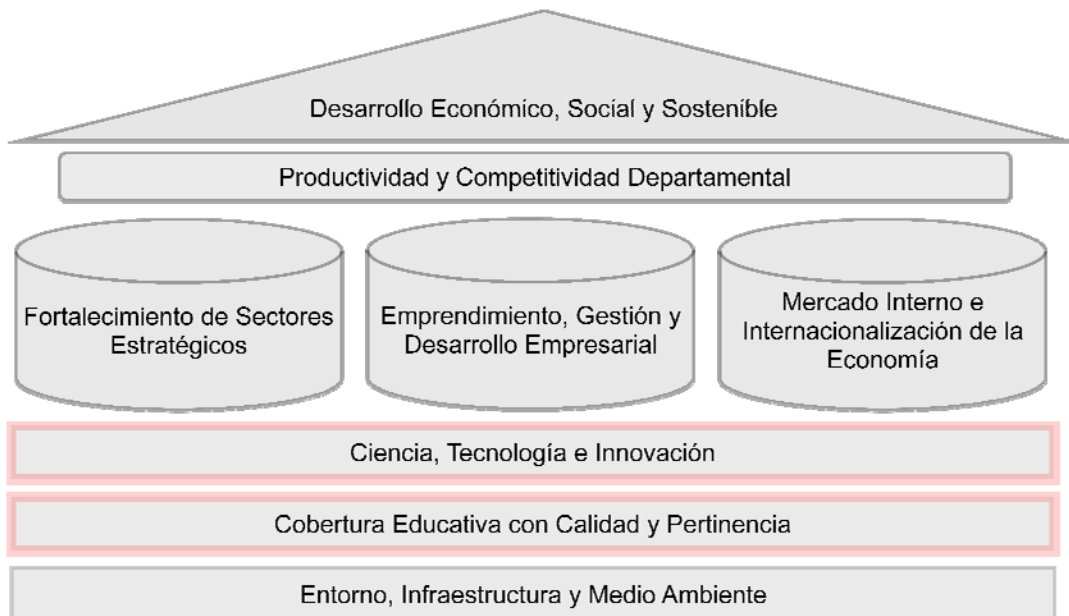 Desarrollo Económico, Social y Sostenible
Productividad y Competitividad Departamental
Fortalecimiento de Sectores
Estratégicos
Emprendimiento, Gestión y
Desarrollo Empresarial
Mercado Interno e
Internacionalización de la
Economía
Ciencia, Tecnología e Innovación
Cobertura Educativa con Calidad y Pertinencia
Entorno, Infraestructura y Medio Ambiente